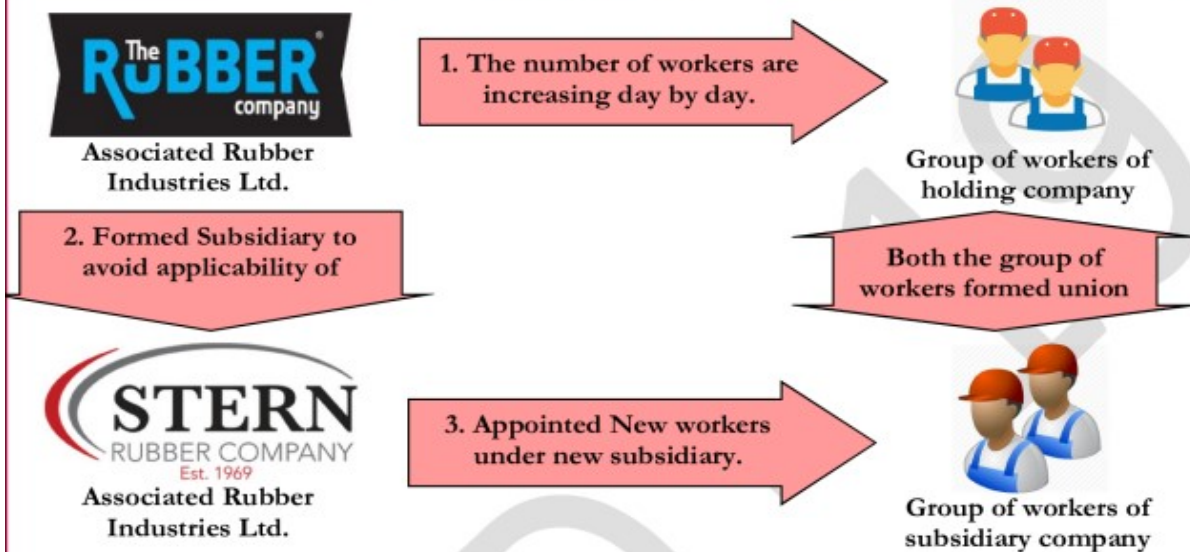 The
RUBBER
company
Associated Rubber
Industries Ltd.
1. The number of workers are
increasing day by day.
Group of workers of
holding company
2. Formed Subsidiary to
avoid applicability of
Both the group of
workers formed union
STERN
RUBBER COMPANY
Est. 1969
Associated Rubber
Industries Ltd.
3. Appointed New workers
under new subsidiary.
Group of workers of
subsidiary company